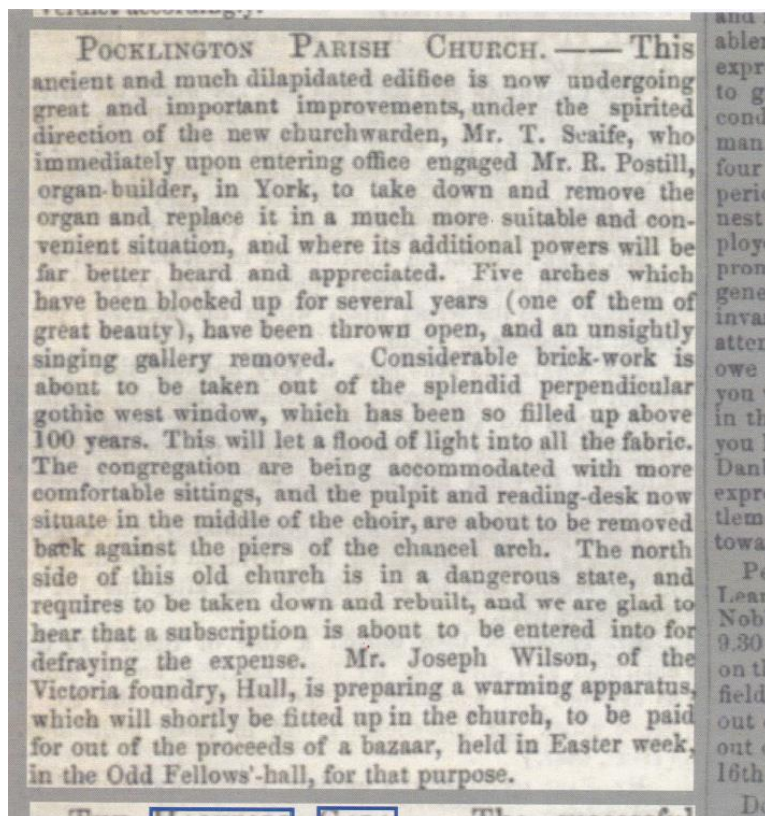 POCKLINGTON PARISH CHURCH. —— This
ancient and much dilapidated edifice is now undergoing
great and important improvements, under the spirited
direction of the new churchwarden, Mr. T. Scaife, who
immediately upon entering office engaged Mr. R. Postill,
organ-builder, in York, to take down and remove the
organ and replace it in a much more suitable and con-
venient situation, and where its additional powers will be
far better heard and appreciated. Five arches which
have been blocked up for several years (one of them of
great beauty), have been thrown open, and an unsightly
singing gallery removed. Considerable brick-work is
about to be taken out of the splendid perpendicular
gothic west window, which has been so filled up above
100 years. This will let a flood of light into all the fabric.
The congregation are being accommodated with more
comfortable sittings, and the pulpit and reading-desk now
situate in the middle of the choir, are about to be removed
back against the piers of the chancel arch. The north
side of this old church is in a dangerous state, and
requires to be taken down and rebuilt, and we are glad to
hear that a subscription is about to be entered into for
defraying the expense. Mr. Joseph Wilson, of the
Victoria foundry, Hull, is preparing a warming apparatus,
which will shortly be fitted up in the church, to be paid
for out of the proceeds of a bazaar, held in Easter week,
in the Odd Fellows'-hall, for that purpose.